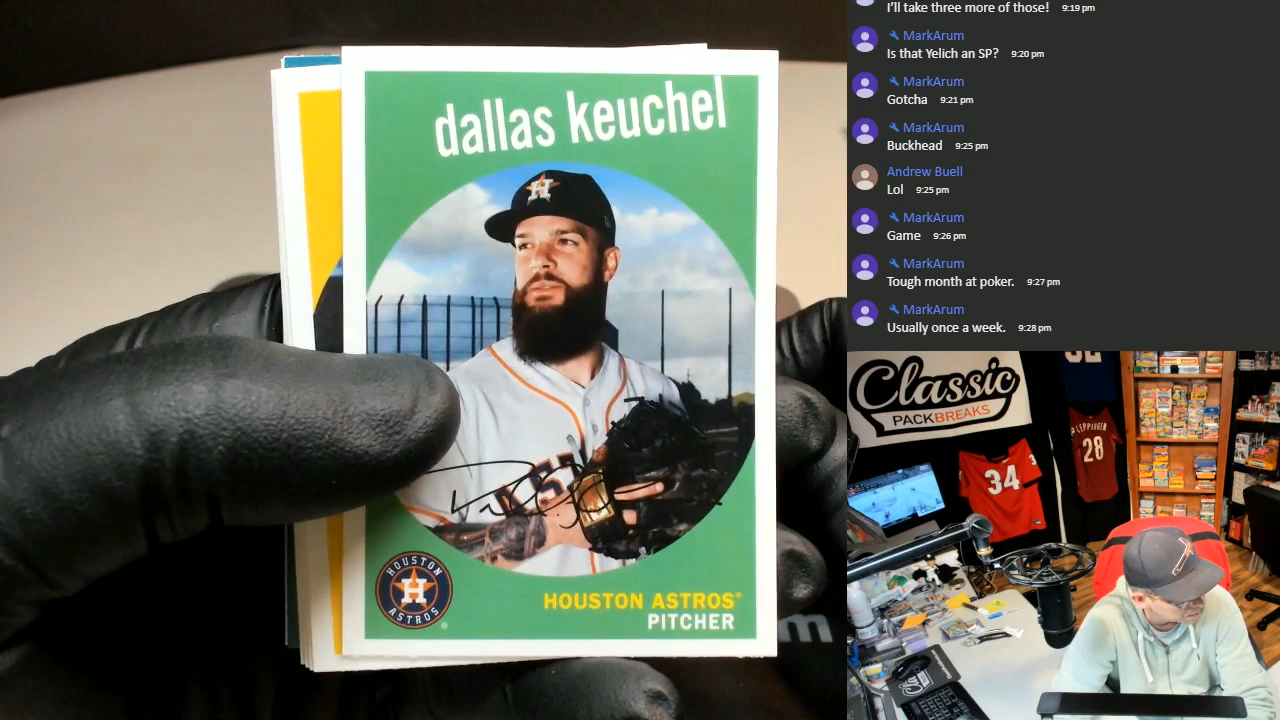 dallas keuchel
HOUSTON ASTROS
PITCHER
HOUSTON
H
ASTROS
I'll take three more of those! 9:19 pm
MarkArum
Is that Yelich an SP? 9:20 pm
MarkArum
Gotcha 9:21 pm
MarkArum
Buckhead 9:25 pm
Andrew Buell
Lol 9:25 pm
MarkArum
Game 9:26 pm
MarkArum
Tough month at poker. 9:27 pm
MarkArum
Usually once a week. 9:28 pm
Classic
PACKBREAKS
34
LEPPINGER
28